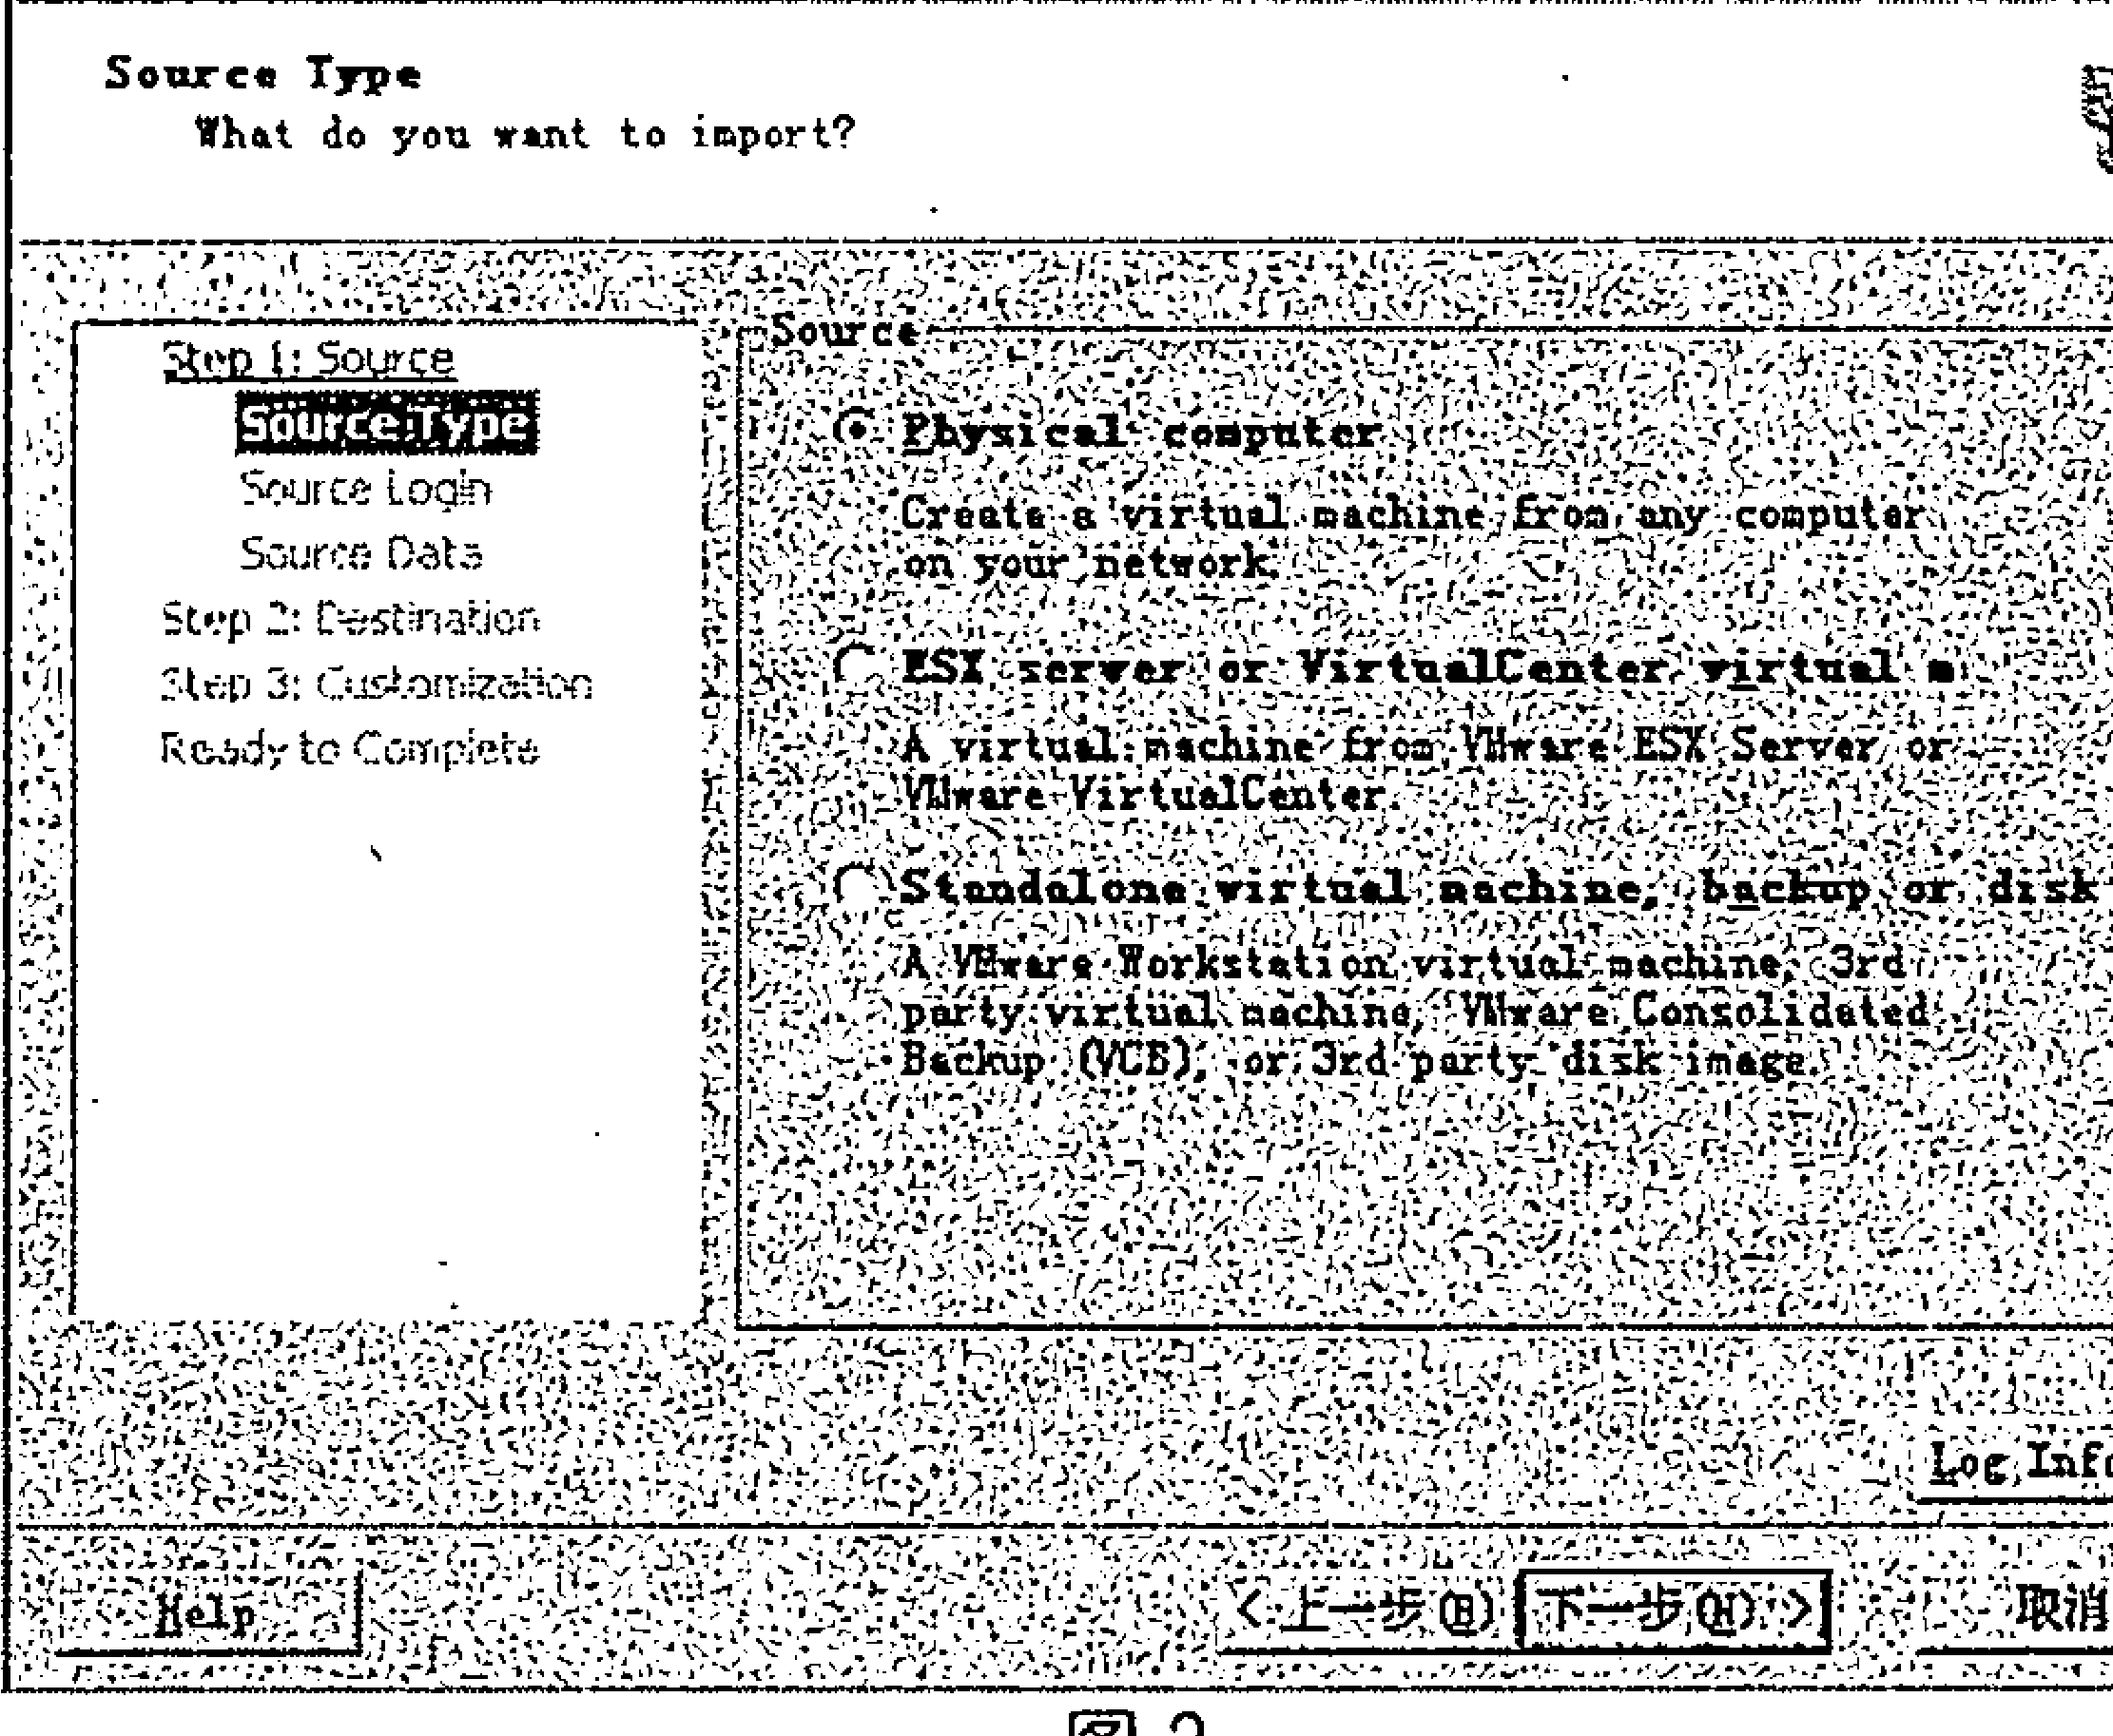 Source Type
What do you want to import?
Step 1: Source
Source Type
Source Login
Source Data
Step 2: Destination
Step 3: Customization
Ready to Complete
Source
Physical computer
Create a virtual machine from any computer
on your network.
ESX server or VirtualCenter virtual m
A virtual machine from VMware ESX Server or
VMware VirtualCenter.
Standalone virtual machine, backup or disk
A VMware Workstation virtual machine, 3rd
party virtual machine, VMware Consolidated
Backup (VCB), or 3rd party disk image.
Log Info
Help
< 上一步(B) 下一步(N) > 取消